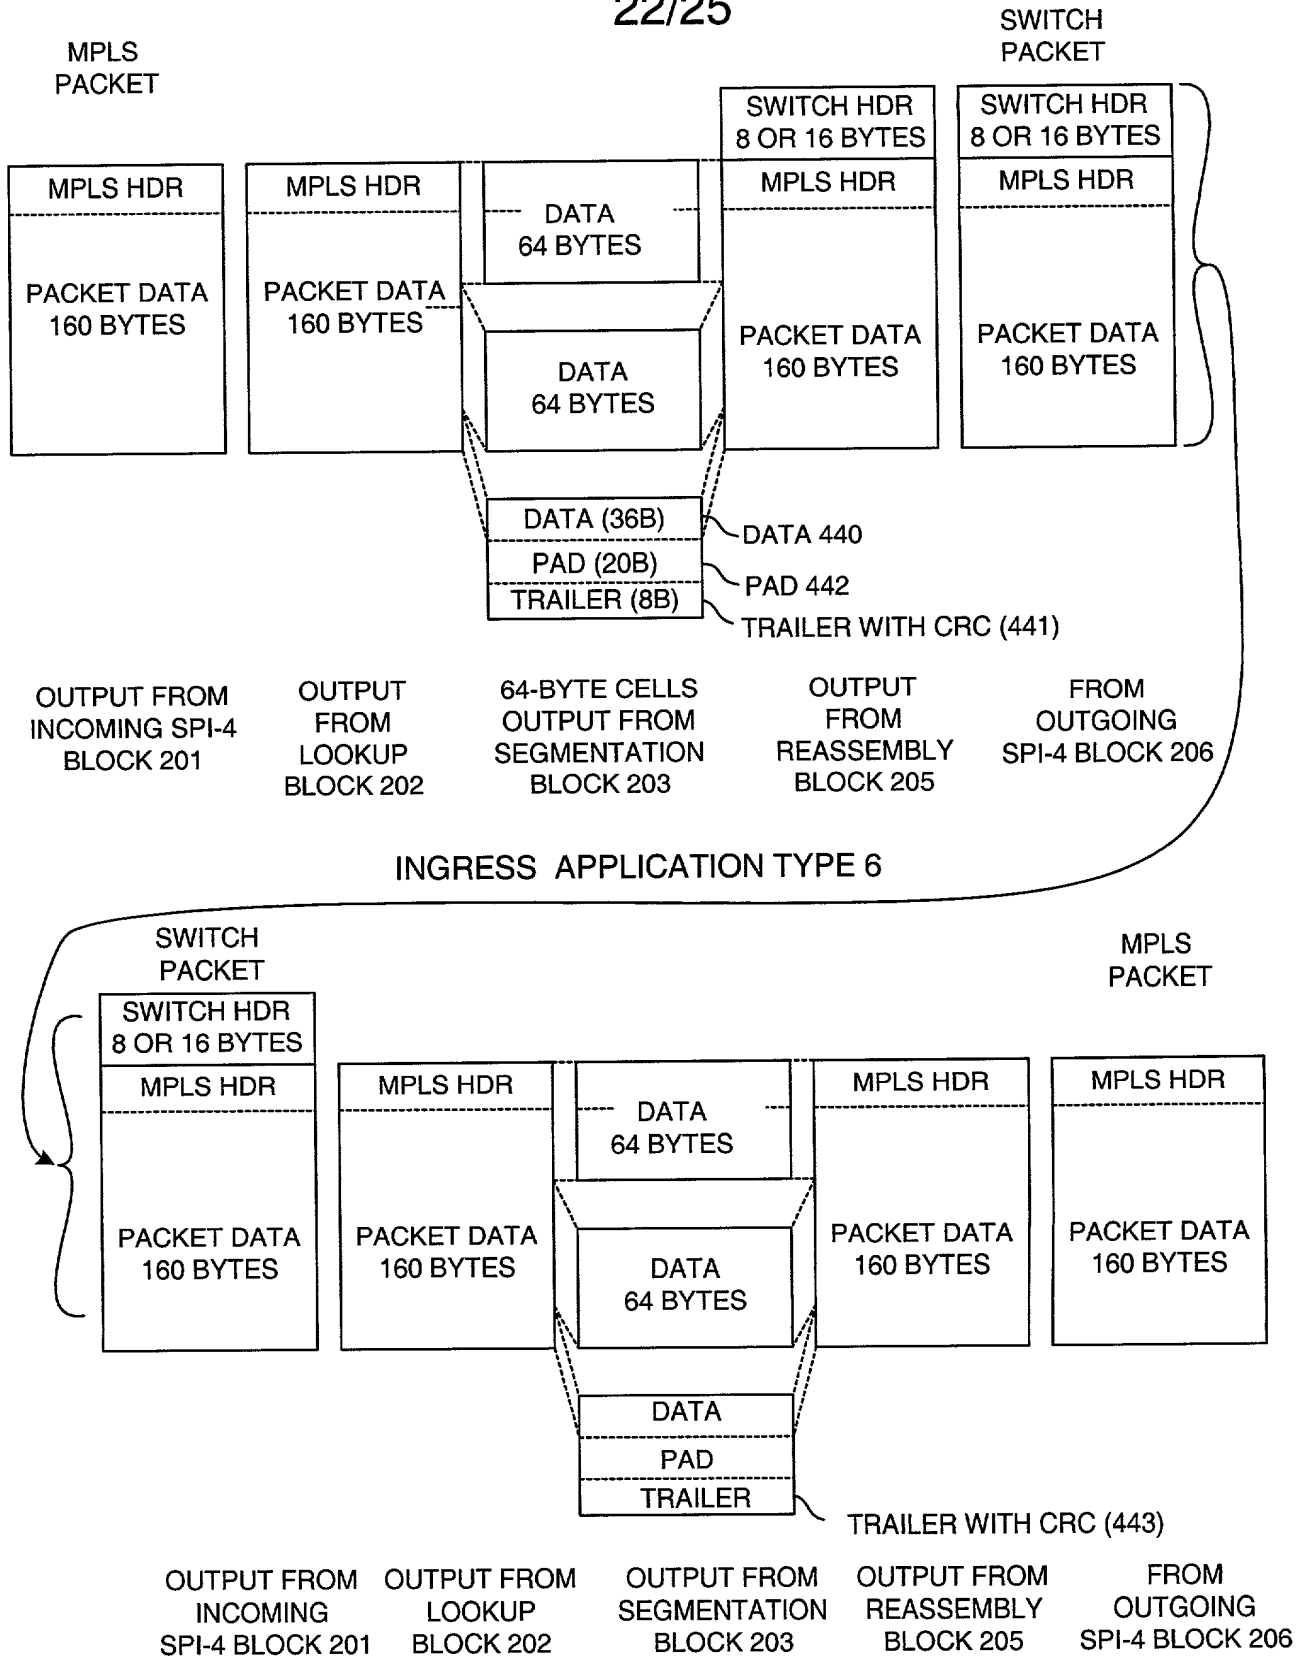 22/25
MPLS
PACKET
SWITCH
PACKET
SWITCH HDR
8 OR 16 BYTES
SWITCH HDR
8 OR 16 BYTES
MPLS HDR
MPLS HDR
DATA
64 BYTES
MPLS HDR
MPLS HDR
PACKET DATA
160 BYTES
PACKET DATA
160 BYTES
DATA
64 BYTES
PACKET DATA
160 BYTES
PACKET DATA
160 BYTES
DATA (36B)
PAD (20B)
TRAILER (8B)
DATA 440
PAD 442
TRAILER WITH CRC (441)
OUTPUT FROM
INCOMING SPI-4
BLOCK 201
OUTPUT
FROM
LOOKUP
BLOCK 202
64-BYTE CELLS
OUTPUT FROM
SEGMENTATION
BLOCK 203
OUTPUT
FROM
REASSEMBLY
BLOCK 205
FROM
OUTGOING
SPI-4 BLOCK 206
INGRESS APPLICATION TYPE 6
SWITCH
PACKET
MPLS
PACKET
SWITCH HDR
8 OR 16 BYTES
MPLS HDR
MPLS HDR
DATA
64 BYTES
MPLS HDR
MPLS HDR
PACKET DATA
160 BYTES
PACKET DATA
160 BYTES
DATA
64 BYTES
PACKET DATA
160 BYTES
PACKET DATA
160 BYTES
DATA
PAD
TRAILER
TRAILER WITH CRC (443)
OUTPUT FROM
INCOMING
SPI-4 BLOCK 201
OUTPUT FROM
LOOKUP
BLOCK 202
OUTPUT FROM
SEGMENTATION
BLOCK 203
OUTPUT FROM
REASSEMBLY
BLOCK 205
FROM
OUTGOING
SPI-4 BLOCK 206